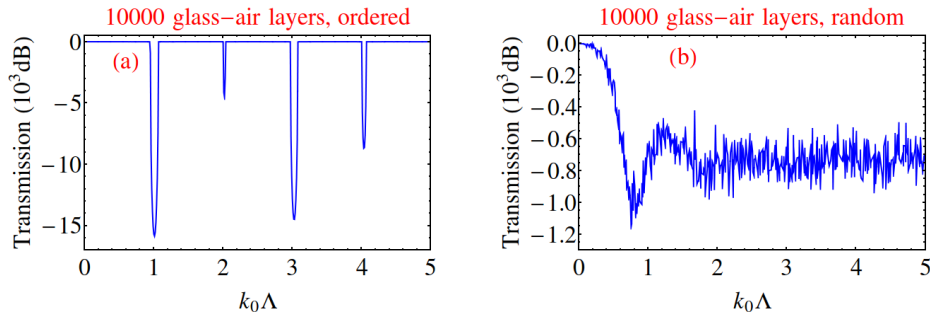 10000 glass−air layers, ordered
(a)
Transmission (10³dB)
0
−5
−10
−15
0 1 2 3 4 5
k₀Λ
10000 glass−air layers, random
(b)
Transmission (10³dB)
0.0
−0.2
−0.4
−0.6
−0.8
−1.0
−1.2
0 1 2 3 4 5
k₀Λ